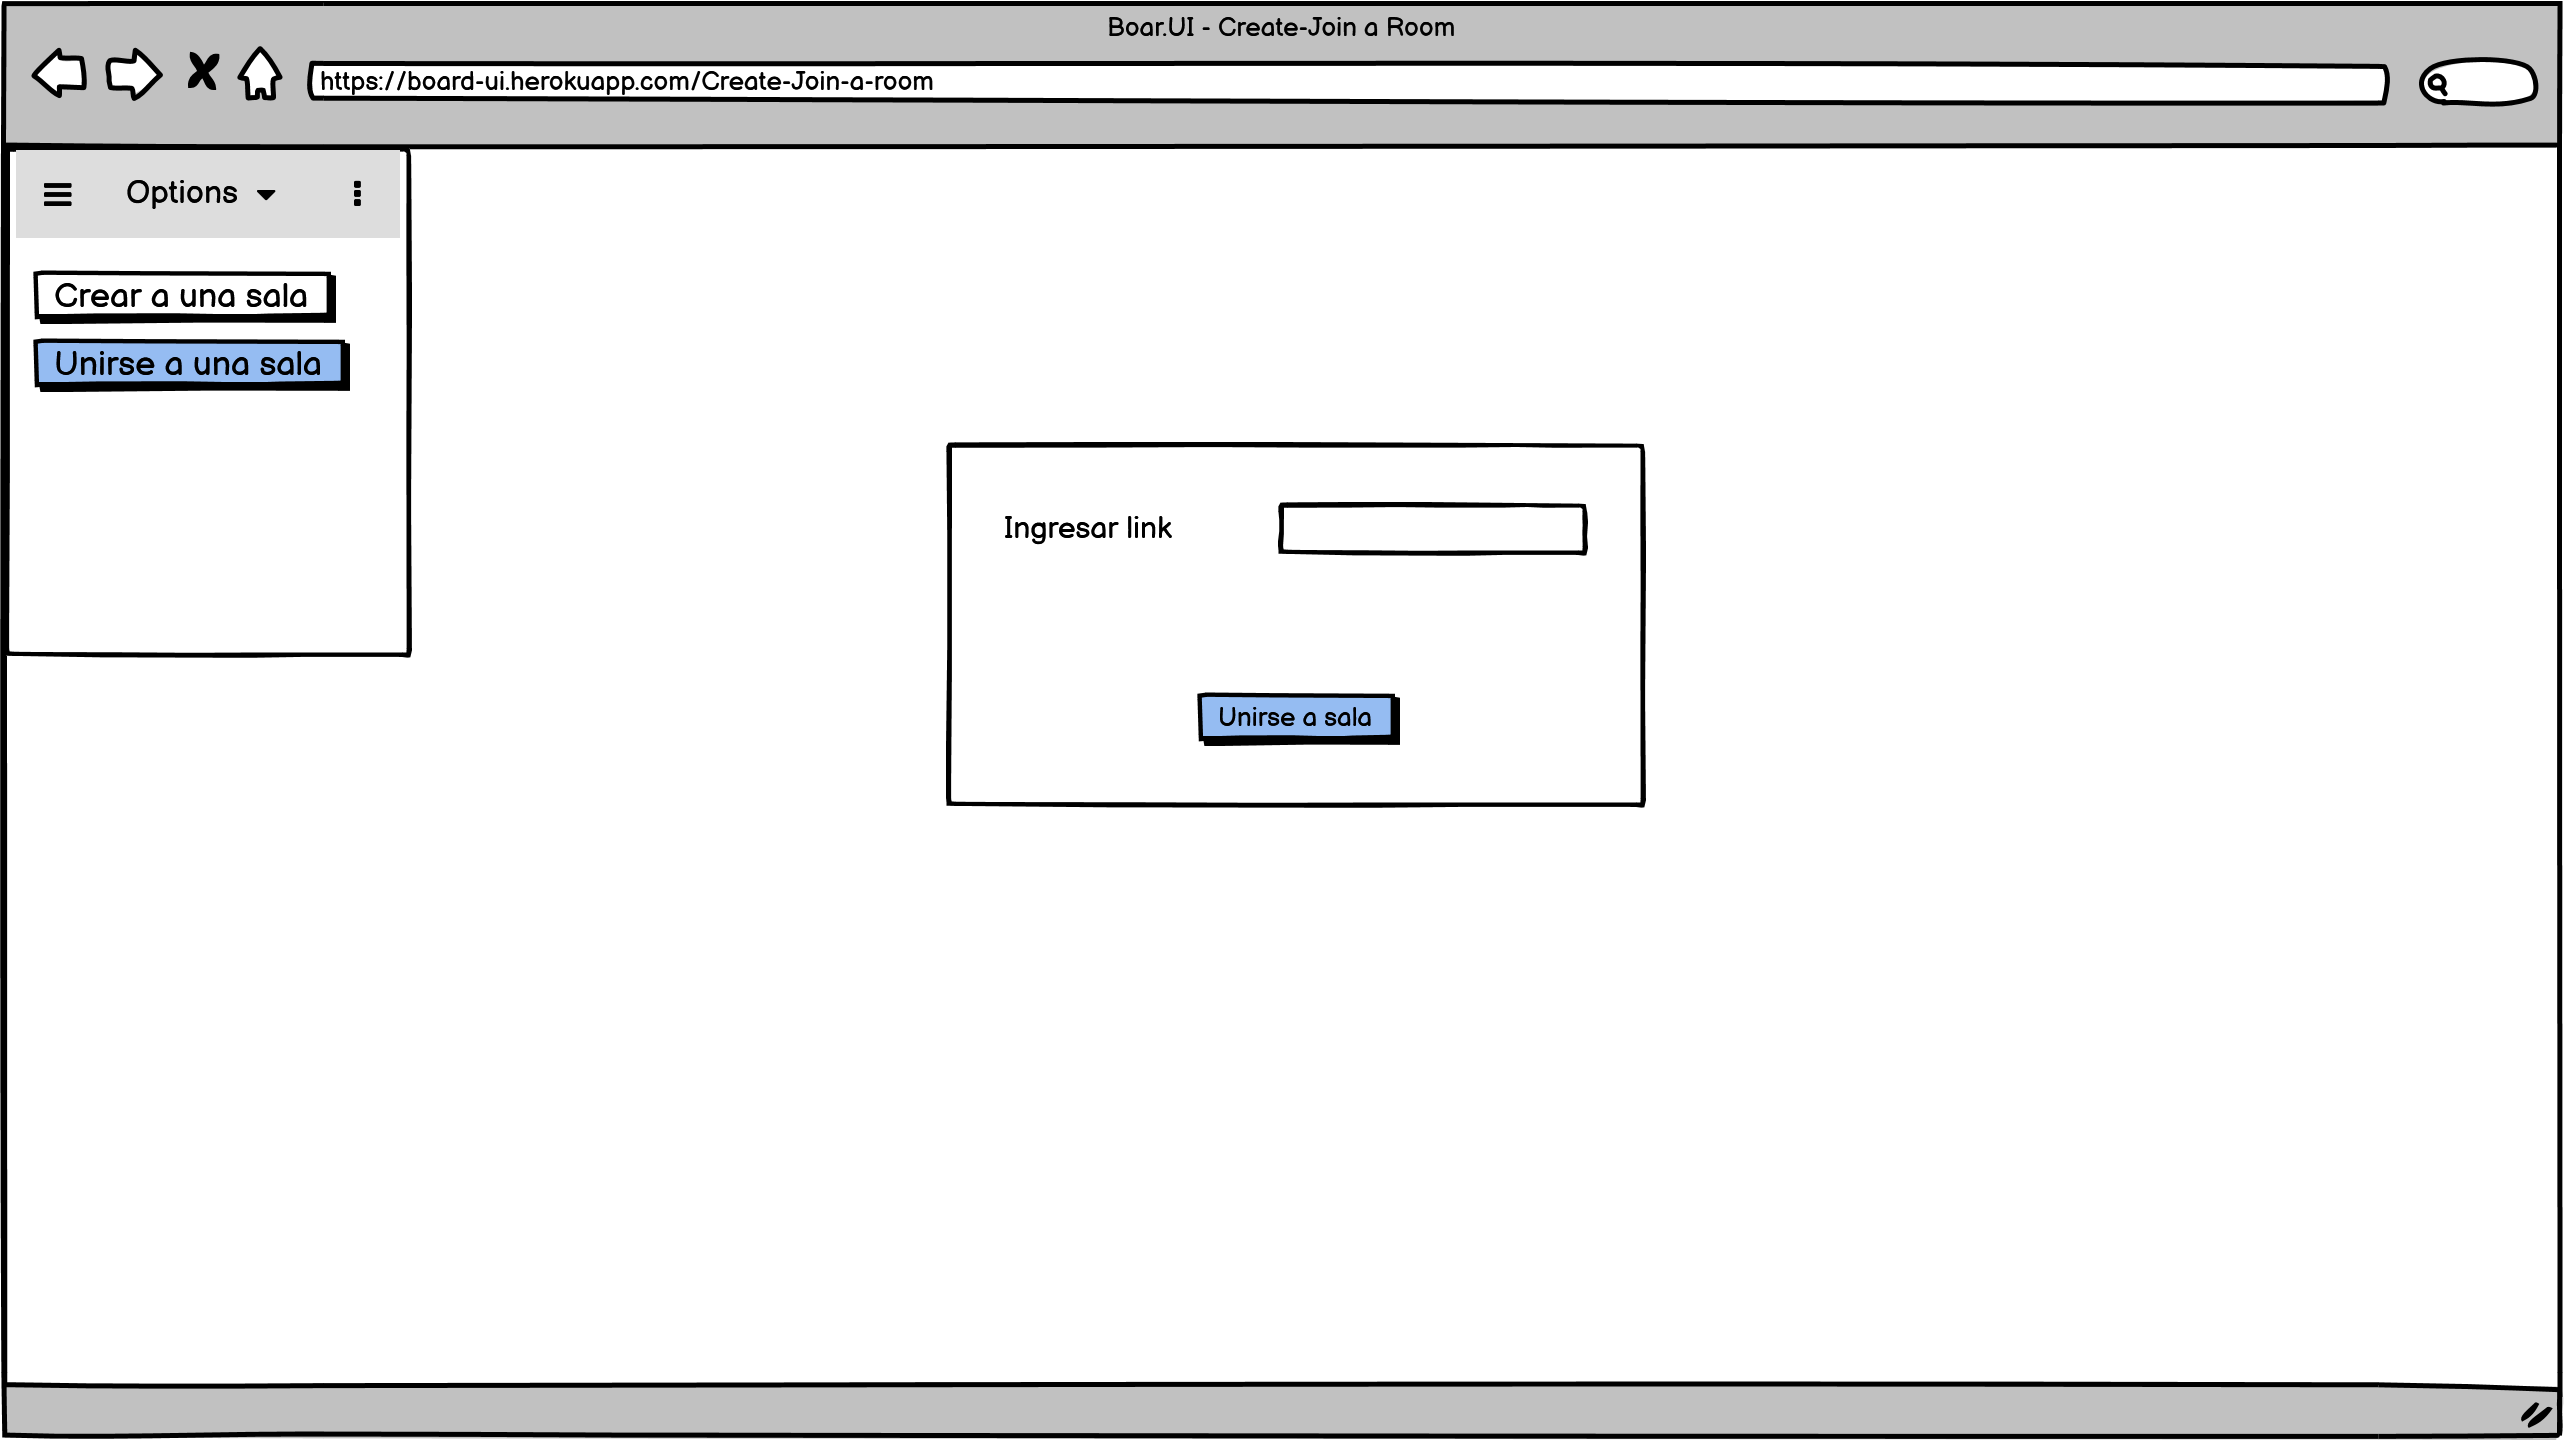 Boar.UI - Create-Join a Room
https://board-ui.herokuapp.com/Create-Join-a-room
Options
Crear a una sala
Unirse a una sala
Ingresar link
Unirse a sala